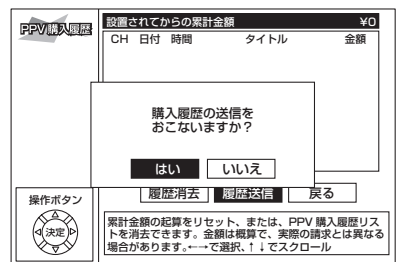 PPV購入履歴
設置されてからの累計金額 ¥0
CH 日付 時間 タイトル 金額
購入履歴の送信を
おこないますか？
はい いいえ
履歴消去 履歴送信 戻る
操作ボタン
決定
累計金額の起算をリセット、または、PPV 購入履歴リス
トを消去できます。金額は概算で、実際の請求とは異なる
場合があります。←→で選択、↑↓でスクロール